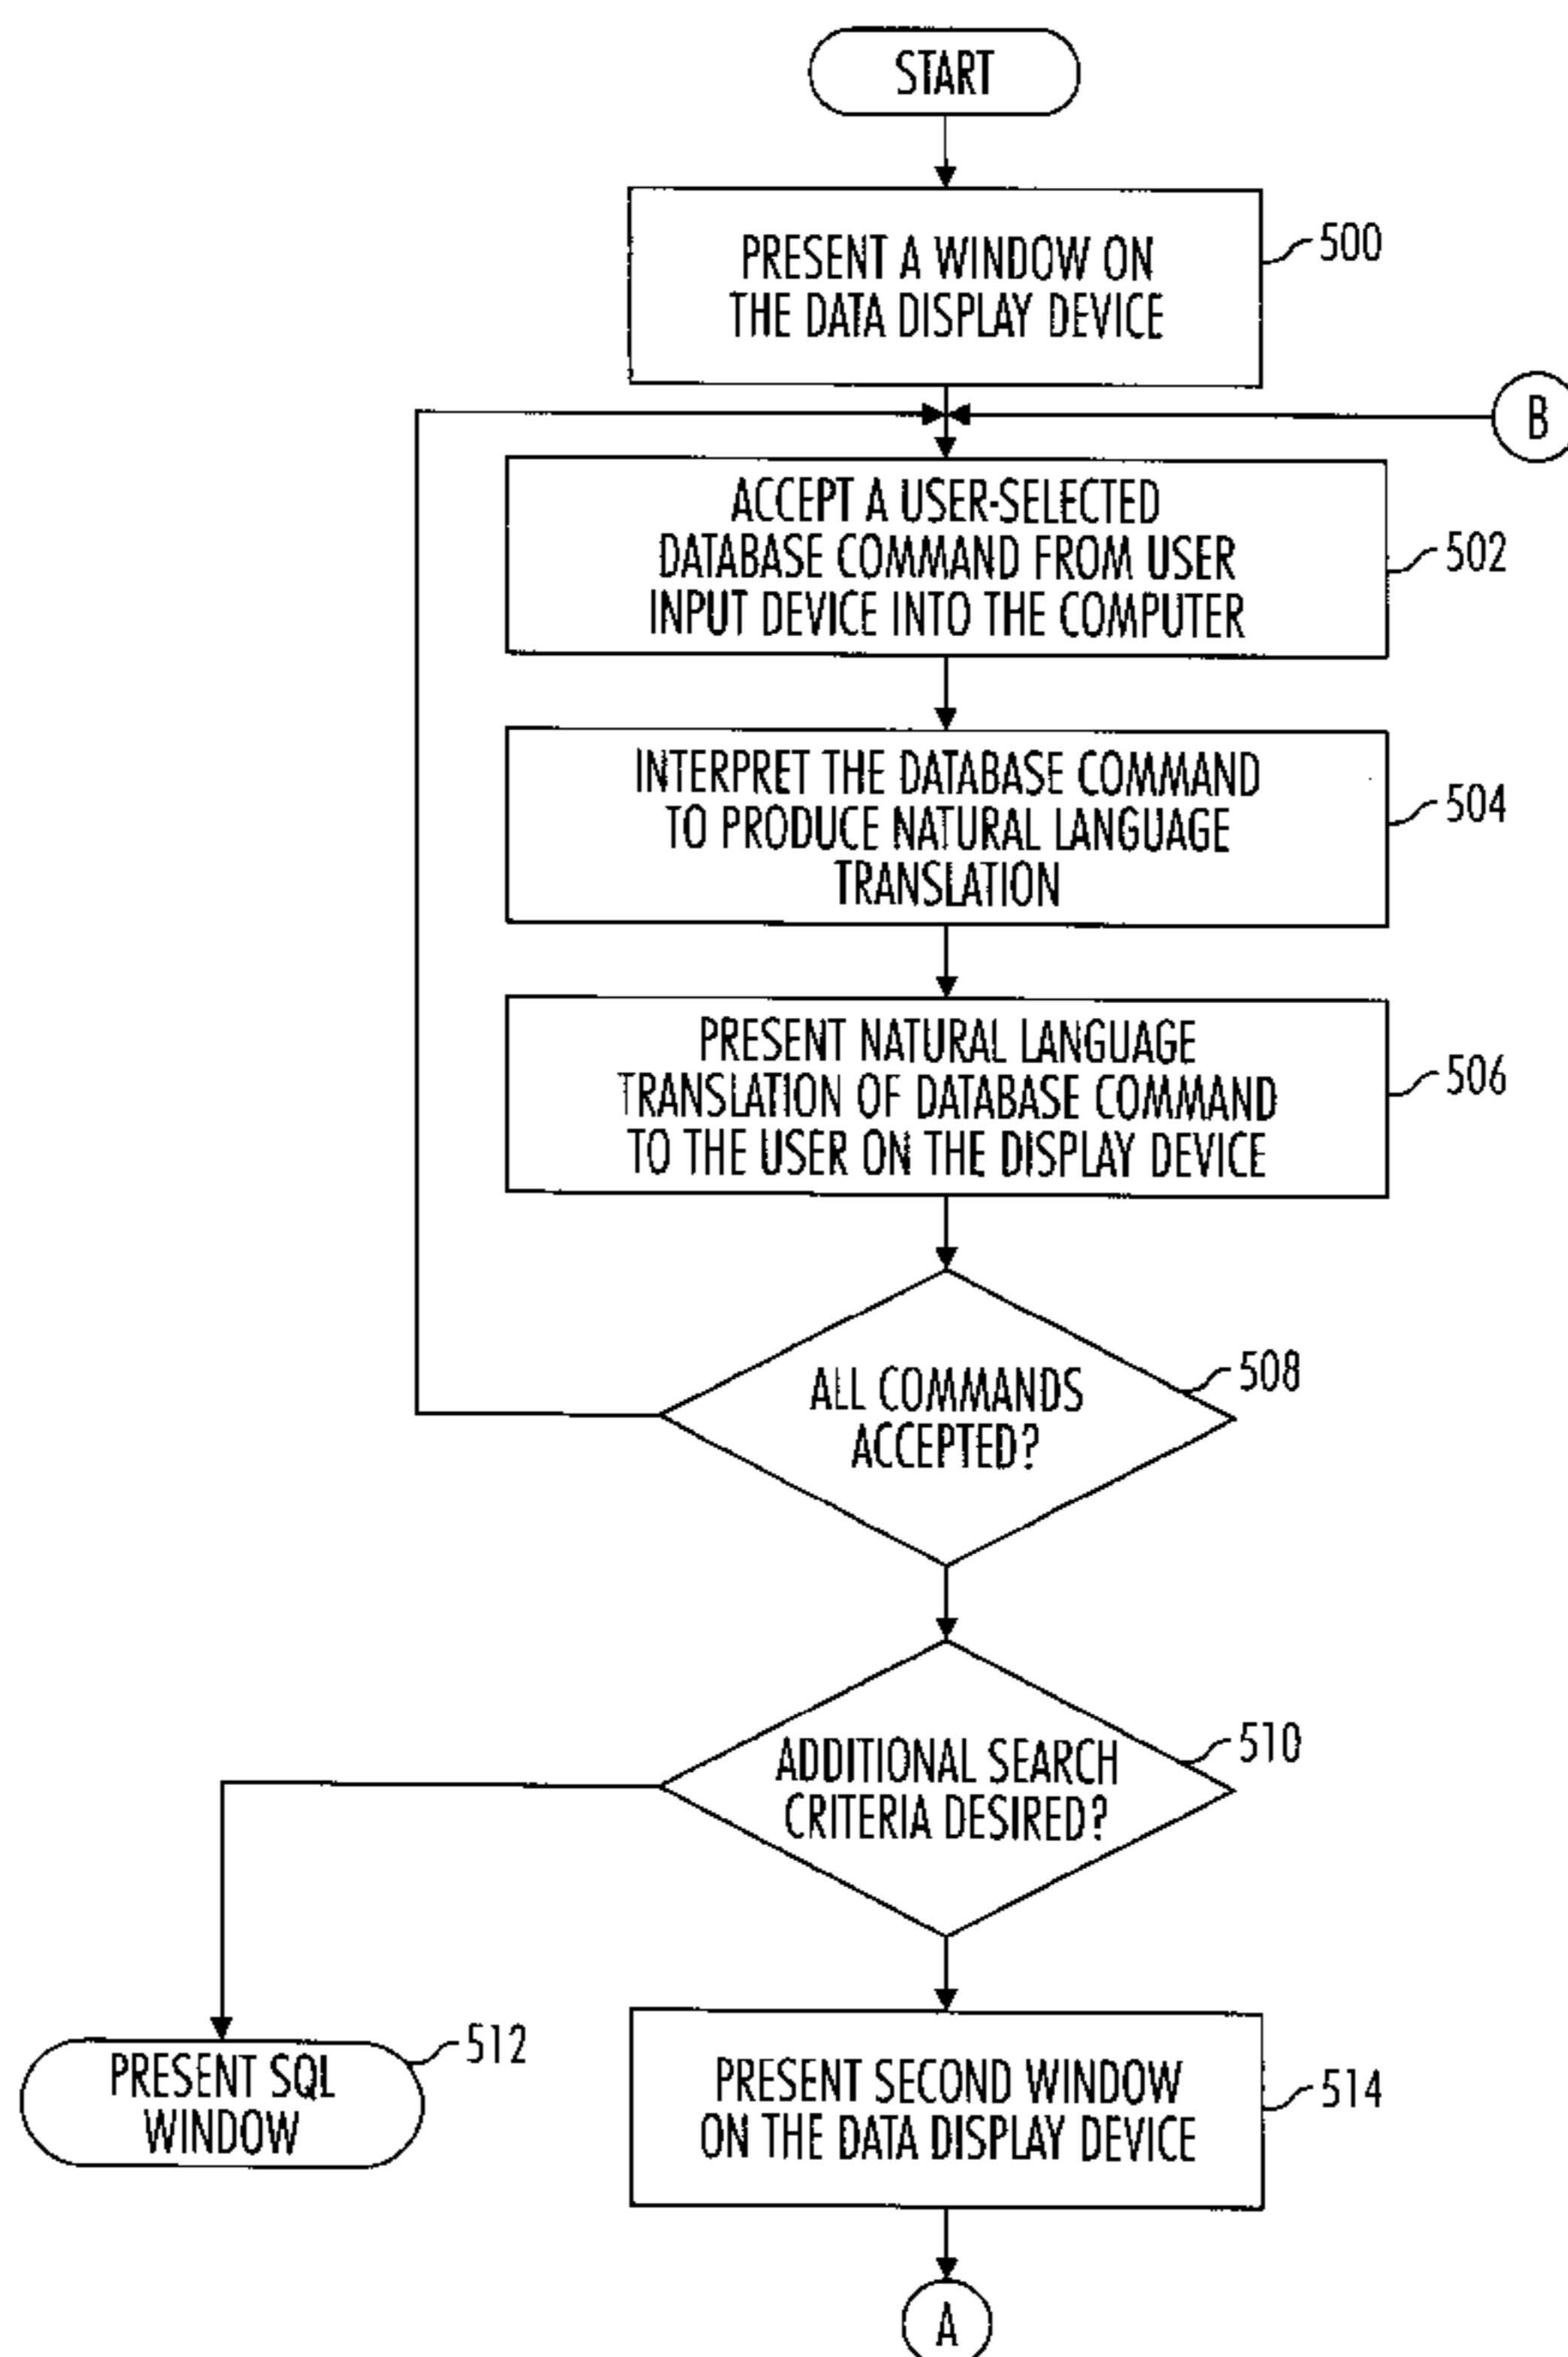 START
PRESENT A WINDOW ON
THE DATA DISPLAY DEVICE
500
B
ACCEPT A USER-SELECTED
DATABASE COMMAND FROM USER
INPUT DEVICE INTO THE COMPUTER
502
INTERPRET THE DATABASE COMMAND
TO PRODUCE NATURAL LANGUAGE
TRANSLATION
504
PRESENT NATURAL LANGUAGE
TRANSLATION OF DATABASE COMMAND
TO THE USER ON THE DISPLAY DEVICE
506
ALL COMMANDS
ACCEPTED?
508
ADDITIONAL SEARCH
CRITERIA DESIRED?
510
PRESENT SQL
WINDOW
512
PRESENT SECOND WINDOW
ON THE DATA DISPLAY DEVICE
514
A